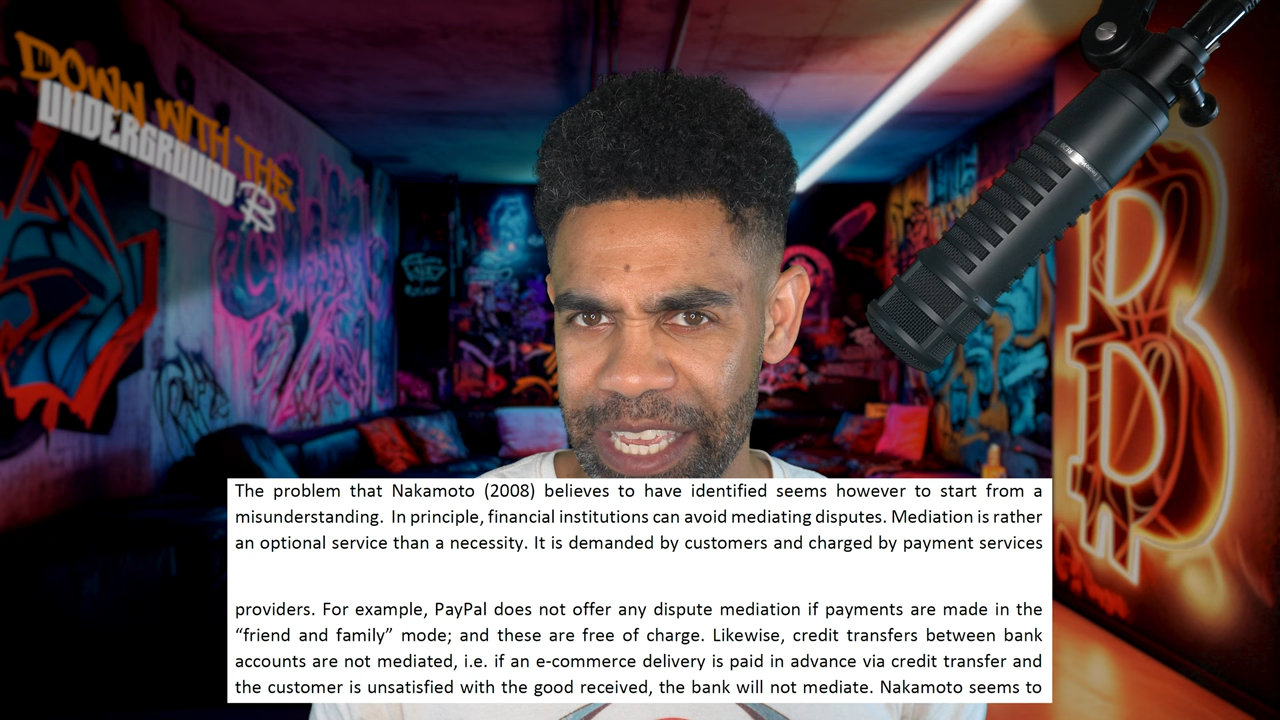 DOWN WITH THE
UNDERGROUND
The problem that Nakamoto (2008) believes to have identified seems however to start from a
misunderstanding. In principle, financial institutions can avoid mediating disputes. Mediation is rather
an optional service than a necessity. It is demanded by customers and charged by payment services
providers. For example, PayPal does not offer any dispute mediation if payments are made in the
“friend and family” mode; and these are free of charge. Likewise, credit transfers between bank
accounts are not mediated, i.e. if an e-commerce delivery is paid in advance via credit transfer and
the customer is unsatisfied with the good received, the bank will not mediate. Nakamoto seems to